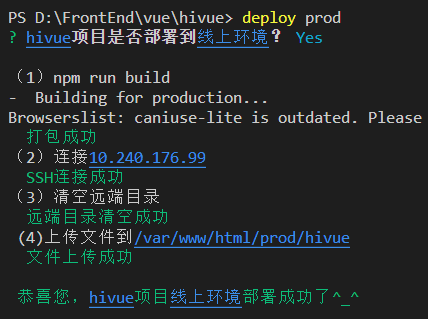 PS D:\FrontEnd\vue\hivue> deploy prod
? hivue项目是否部署到线上环境? Yes
（1）npm run build
-  Building for production...
Browserslist: caniuse-lite is outdated. Please
打包成功
（2）连接10.240.176.99
SSH连接成功
（3）清空远端目录
远端目录清空成功
(4)上传文件到/var/www/html/prod/hivue
文件上传成功
恭喜您，hivue项目线上环境部署成功了^_^